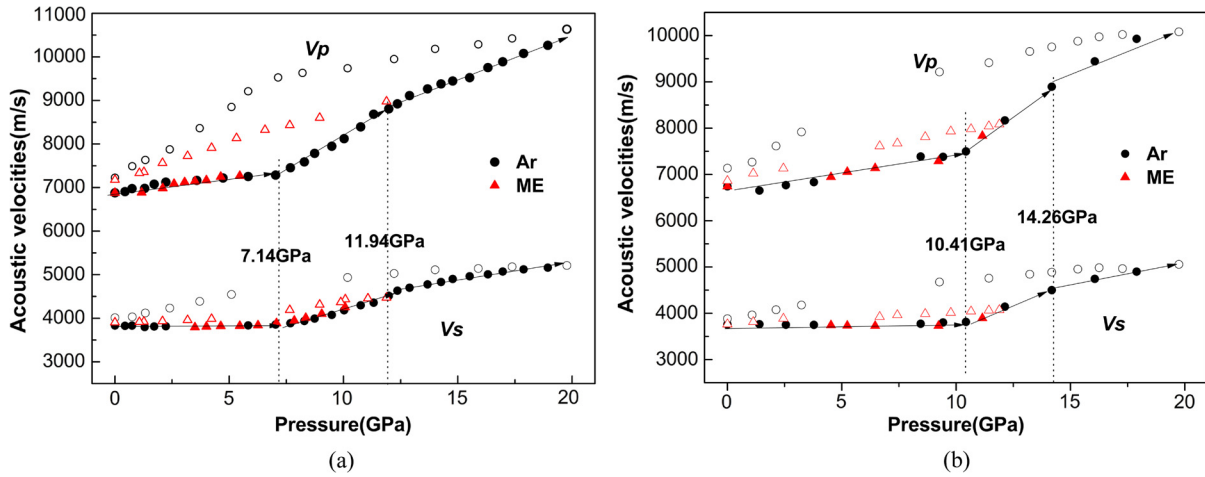 (a)
11000
10000
9000
8000
7000
6000
5000
4000
3000
Acoustic velocities(m/s)
Vp
Ar
ME
7.14GPa
11.94GPa
Vs
0 5 10 15 20
Pressure(GPa)
(a)
(b)
10000
9000
8000
7000
6000
5000
4000
3000
Acoustic velocities(m/s)
Vp
Ar
ME
14.26GPa
10.41GPa
Vs
0 5 10 15 20
Pressure(GPa)
(b)